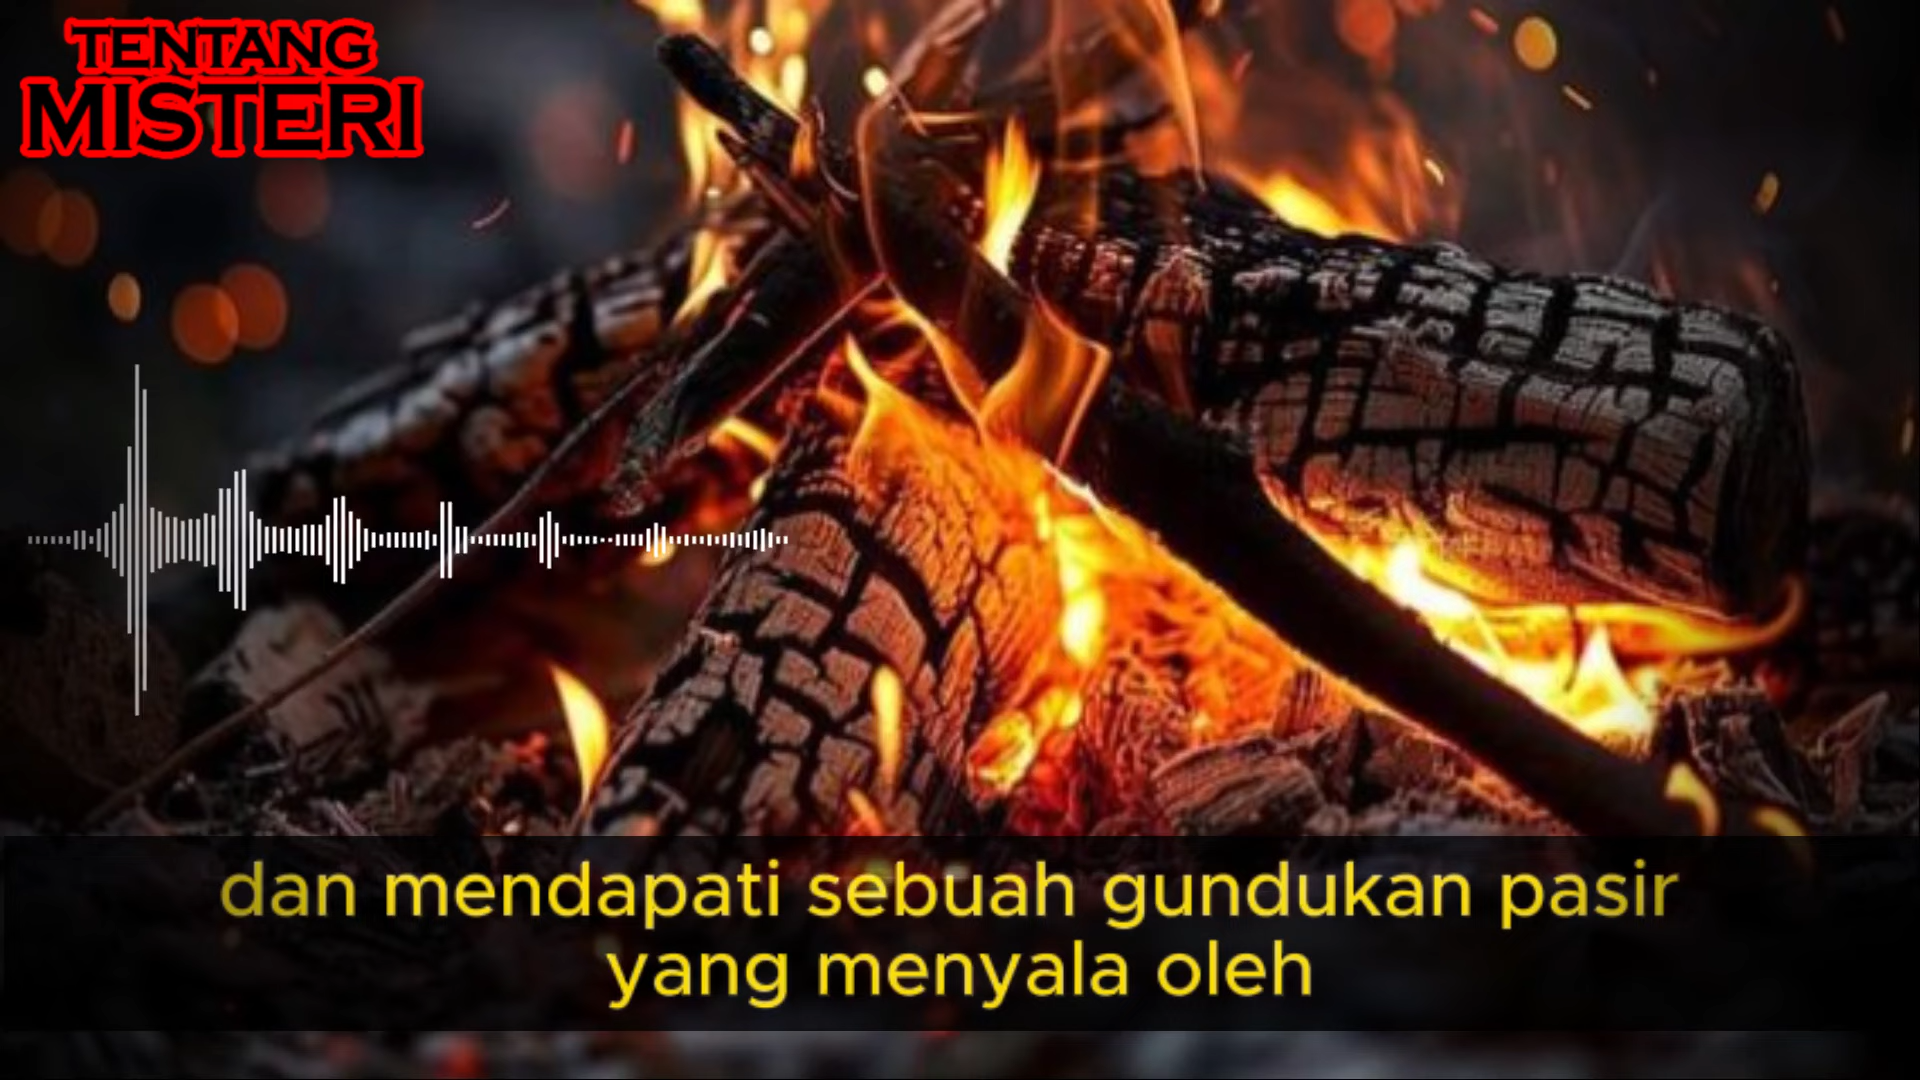 TENTANG
MISTERI
dan mendapati sebuah gundukan pasir
yang menyala oleh